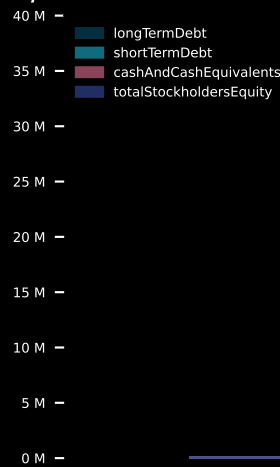 40 M
longTermDebt
shortTermDebt
35 M
cashAndCashEquivalents
totalStockholdersEquity
30 M
25 M
20 M
15 M
10 M
5 M
0 M